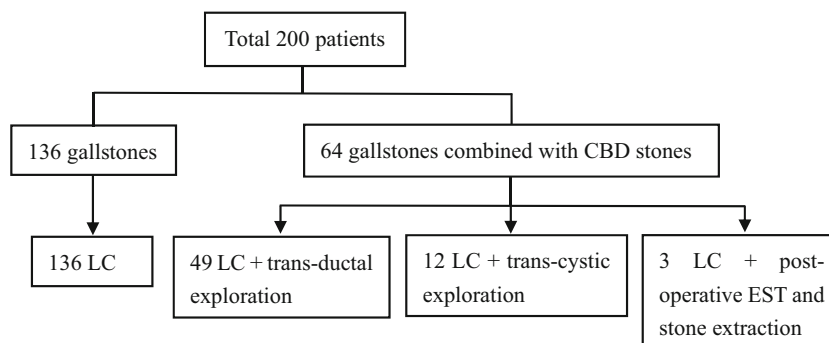 Total 200 patients
136 gallstones
64 gallstones combined with CBD stones
136 LC
49 LC + trans-ductal
exploration
12 LC + trans-cystic
exploration
3 LC + post-
operative EST and
stone extraction